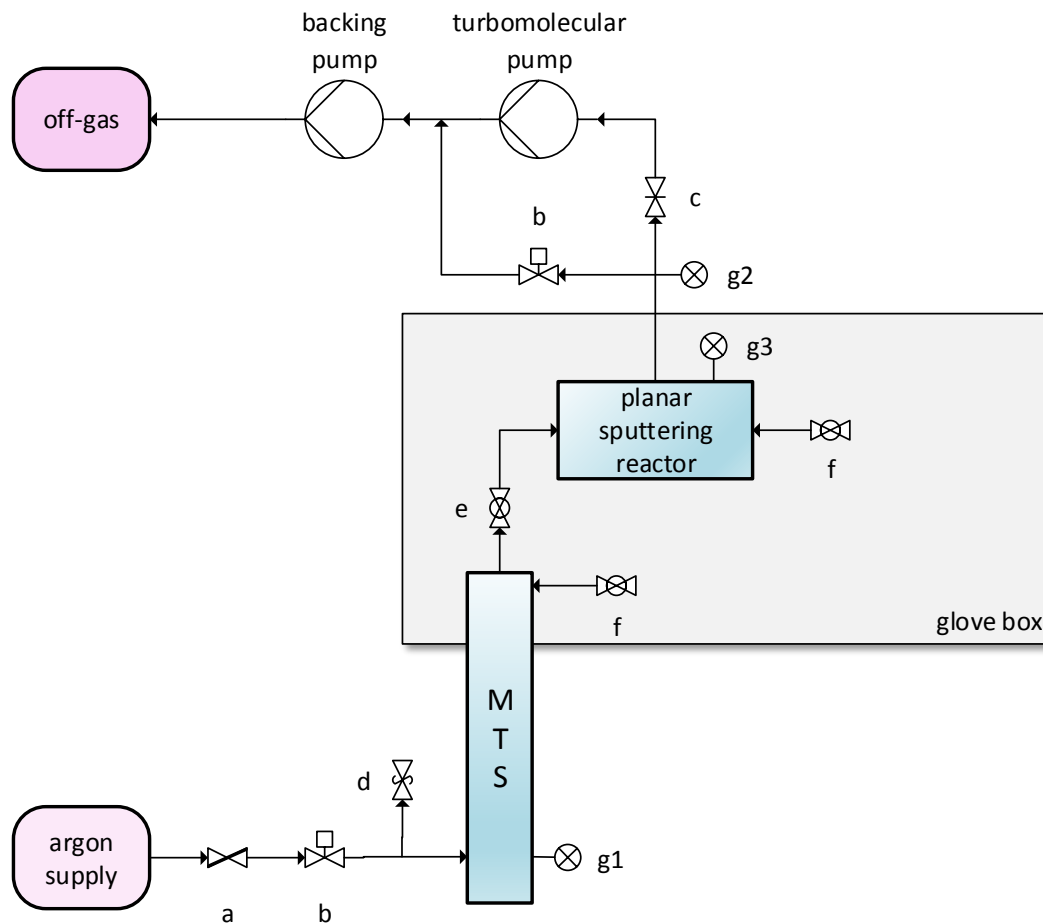 backing
pump
turbomolecular
pump
off-gas
c
b
g2
g3
planar
sputtering
reactor
f
e
f
glove box
M
T
S
d
argon
supply
g1
a
b